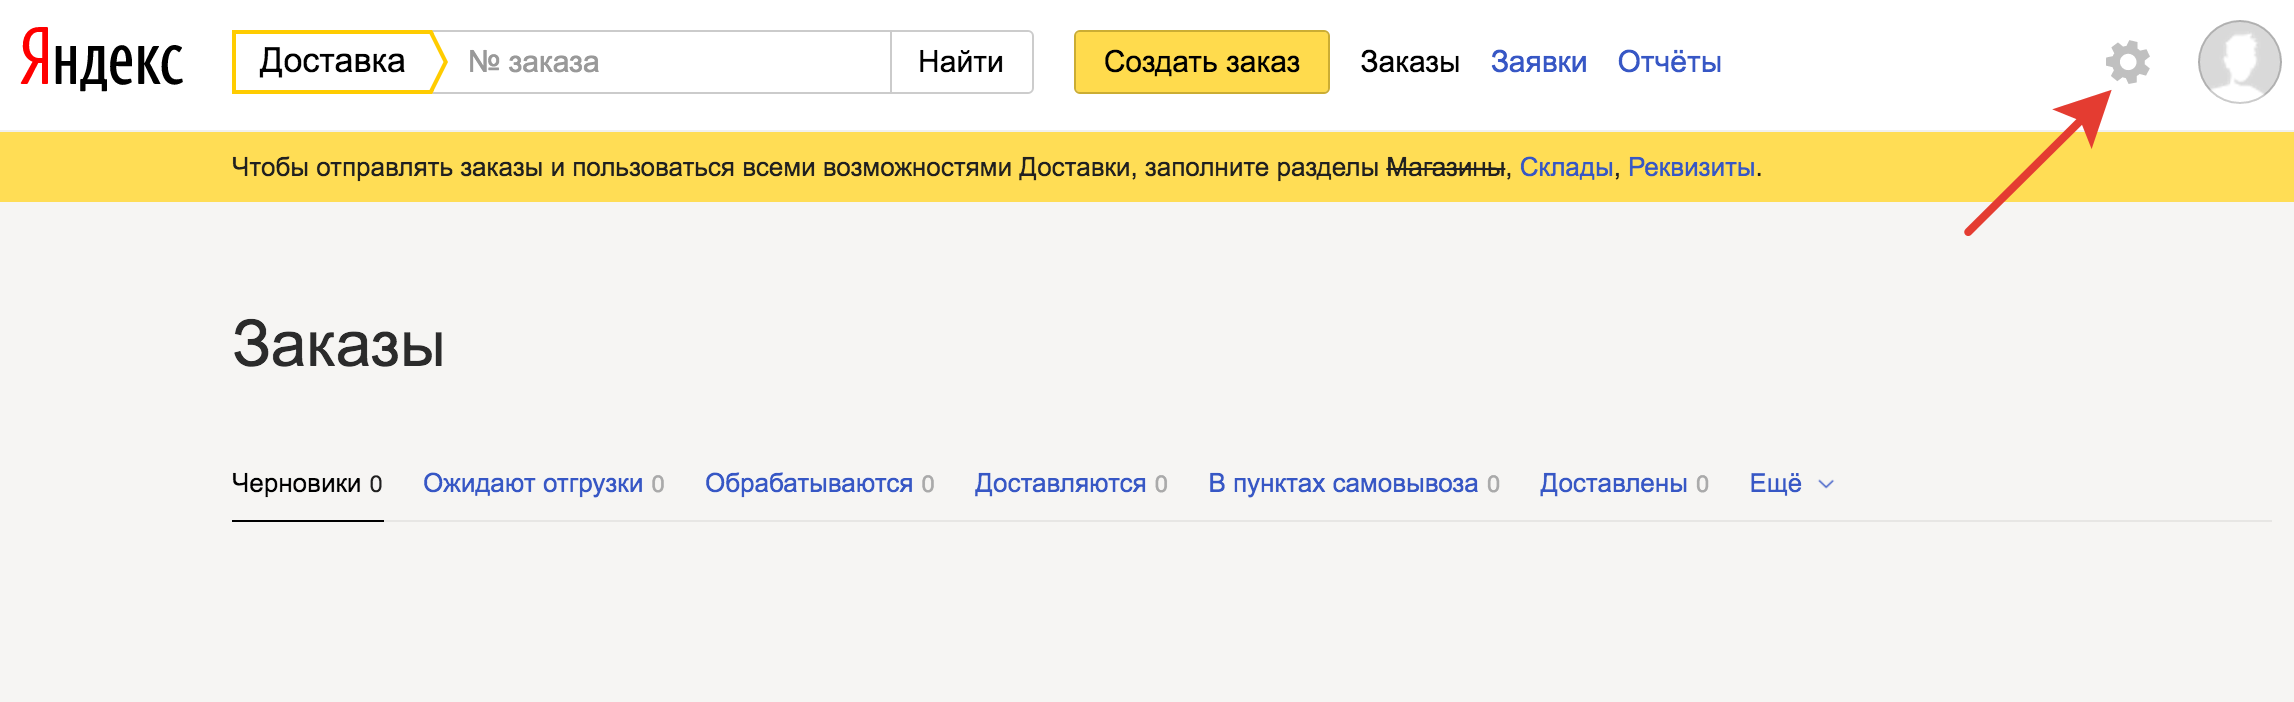 Яндекс Доставка № заказа Найти Создать заказ Заказы Заявки Отчёты
Чтобы отправлять заказы и пользоваться всеми возможностями Доставки, заполните разделы Магазины, Склады, Реквизиты.
Заказы
Черновики 0 Ожидают отгрузки 0 Обрабатываются 0 Доставляются 0 В пунктах самовывоза 0 Доставлены 0 Ещё